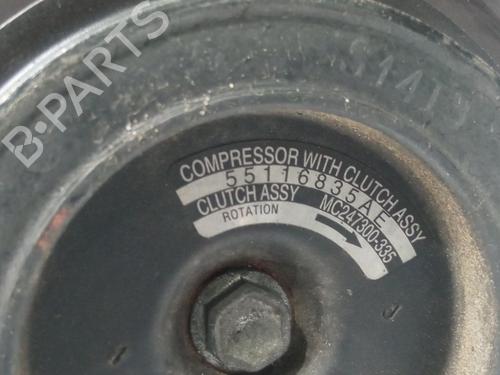 B-PARTS
COMPRESSOR WITH CLUTCH ASSY
55116835AE
CLUTCH ASSY MC247300-335
ROTATION